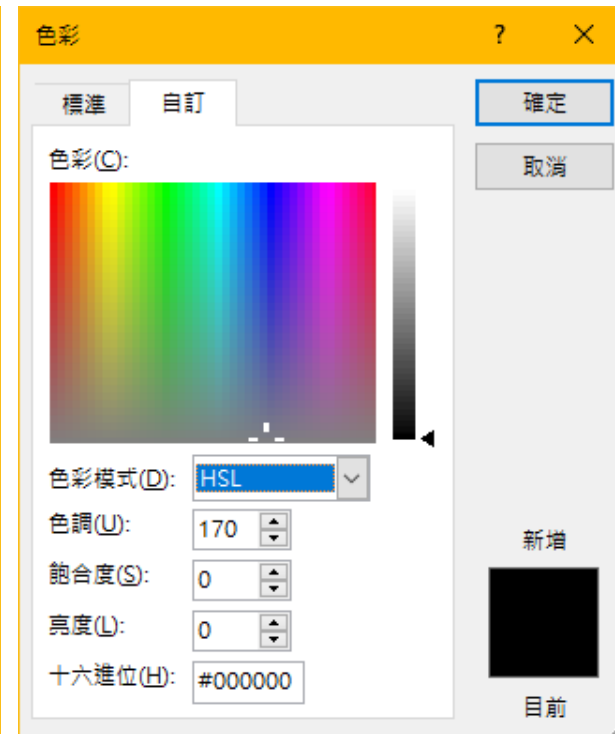 色彩 ?
標準 自訂
確定
取消
色彩(C):
色彩模式(D): HSL
色調(U): 170
飽合度(S): 0
亮度(L): 0
十六進位(H): #000000
新增
目前